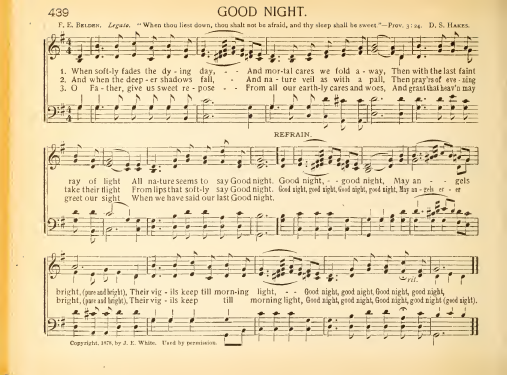 439
GOOD NIGHT.
F. E. BELDEN. Legato. "When thou liest down, thou shalt not be afraid, and thy sleep shall be sweet."—Prov. 3:24. D. S. HAKES.
1. When soft-ly fades the dy - ing day, - - And mor-tal cares we fold a - way, Then with the last faint
2. And when the deep - er shadows fall, - And na - ture veil as with a pall, Then pray'rs of eve - ning
3. O Fa - ther, give us sweet re - pose - - From all our earth-ly cares and woes, And grant that heav'n may
REFRAIN.
ray of light All nature seems to say Good night. Good night, - - good night, May an - - gels
take their flight From lips that soft-ly say Good night. Good night, good night, Good night, good night, May an - gels er - er
greet our sight When we have said our last Good night.
bright, (pure and bright), Their vig - ils keep till morn-ing light, - - Good night, good night, Good night, good night,
bright, (pure and bright), Their vig - ils keep till morning light, Good night, good night, Good night, good night (good night).
rit.
Copyright, 1878, by J. E. White. Used by permission.